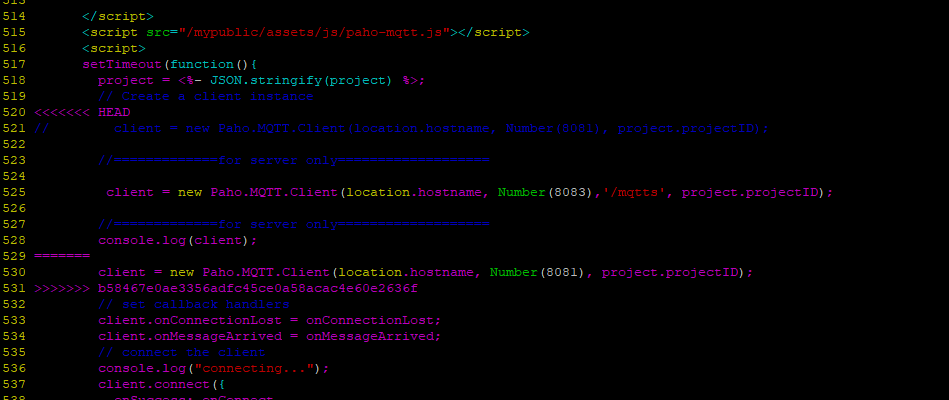 513
514 </script>
515 <script src="/mypublic/assets/js/paho-mqtt.js"></script>
516 <script>
517 setTimeout(function(){
518 project = <%- JSON.stringify(project) %>;
519 // Create a client instance
520 <<<<<<< HEAD
521 // client = new Paho.MQTT.Client(location.hostname, Number(8081), project.projectID);
522
523 //=============for server only===================
524
525 client = new Paho.MQTT.Client(location.hostname, Number(8083),'/mqtts', project.projectID);
526
527 //=============for server only===================
528 console.log(client);
529 =======
530 client = new Paho.MQTT.Client(location.hostname, Number(8081), project.projectID);
531 >>>>>>> b58467e0ae3356adfc45ce0a58acac4e60e2636f
532 // set callback handlers
533 client.onConnectionLost = onConnectionLost;
534 client.onMessageArrived = onMessageArrived;
535 // connect the client
536 console.log("connecting...");
537 client.connect({
538 onSuccess: onConnect